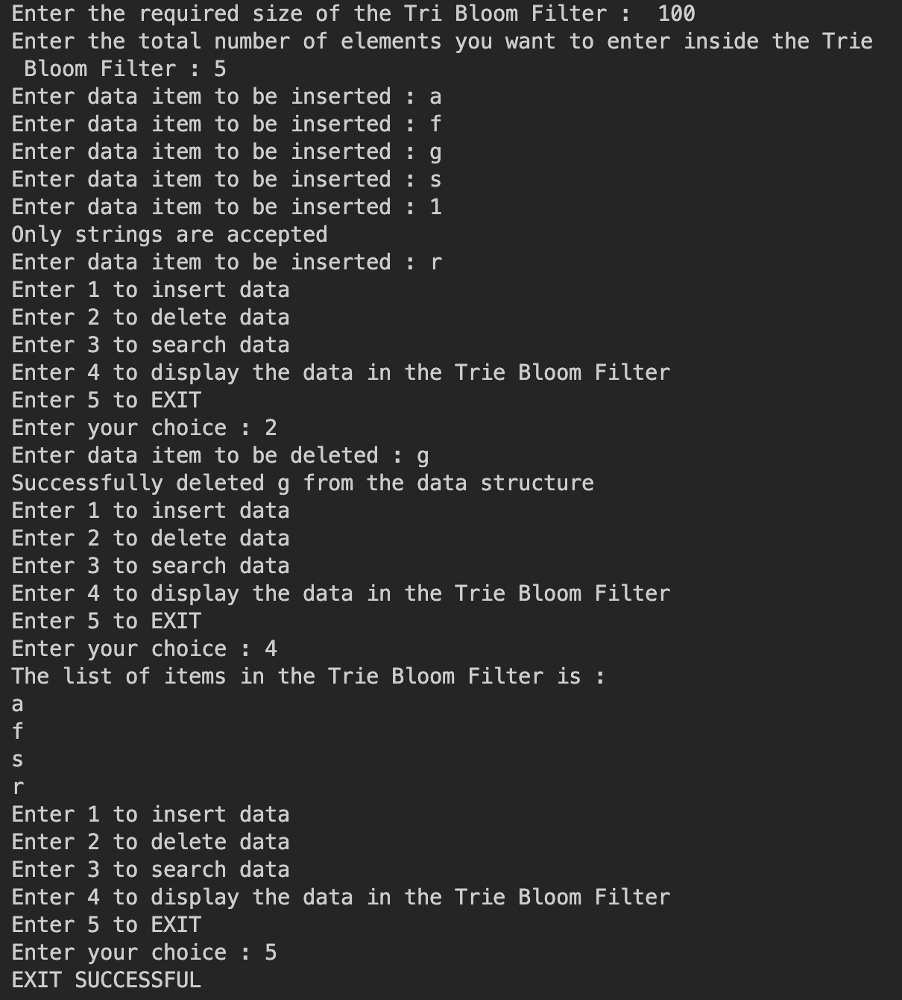 Enter the required size of the Tri Bloom Filter :  100
Enter the total number of elements you want to enter inside the Trie
 Bloom Filter : 5
Enter data item to be inserted : a
Enter data item to be inserted : f
Enter data item to be inserted : g
Enter data item to be inserted : s
Enter data item to be inserted : 1
Only strings are accepted
Enter data item to be inserted : r
Enter 1 to insert data
Enter 2 to delete data
Enter 3 to search data
Enter 4 to display the data in the Trie Bloom Filter
Enter 5 to EXIT
Enter your choice : 2
Enter data item to be deleted : g
Successfully deleted g from the data structure
Enter 1 to insert data
Enter 2 to delete data
Enter 3 to search data
Enter 4 to display the data in the Trie Bloom Filter
Enter 5 to EXIT
Enter your choice : 4
The list of items in the Trie Bloom Filter is :
a
f
s
r
Enter 1 to insert data
Enter 2 to delete data
Enter 3 to search data
Enter 4 to display the data in the Trie Bloom Filter
Enter 5 to EXIT
Enter your choice : 5
EXIT SUCCESSFUL